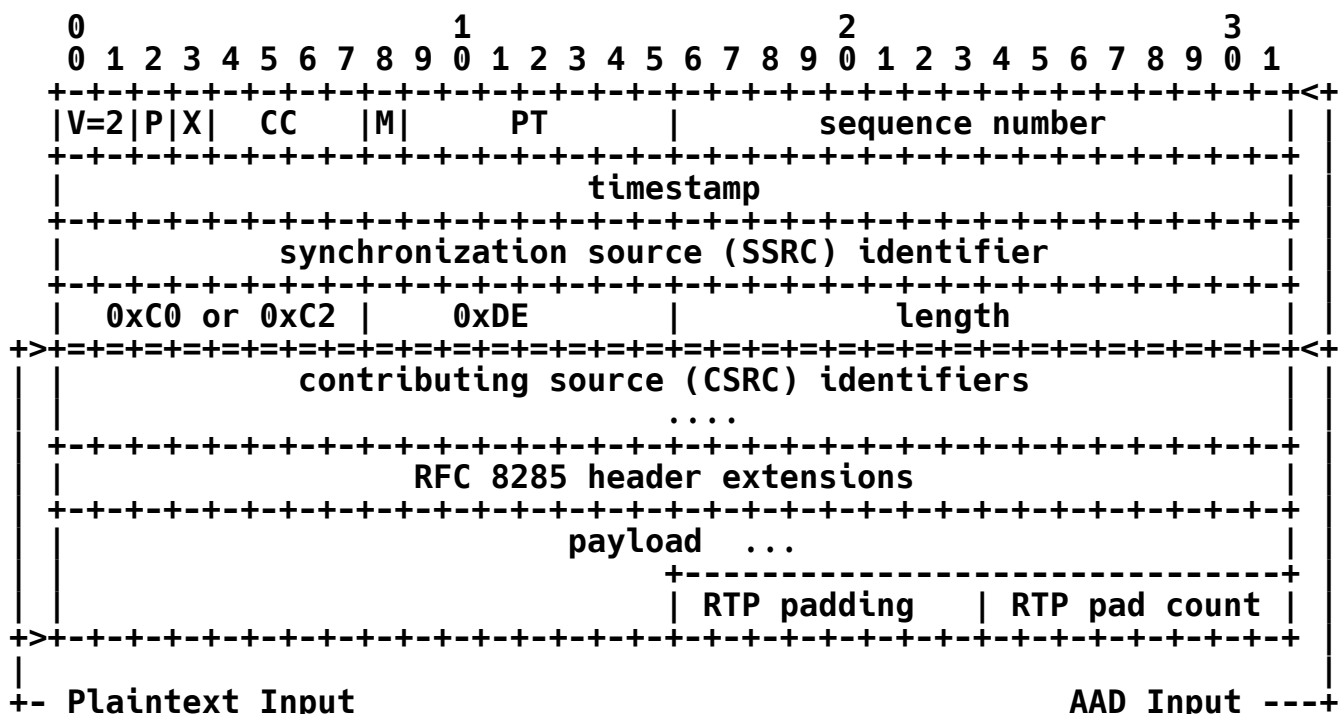 0                   1                   2                   3
    0 1 2 3 4 5 6 7 8 9 0 1 2 3 4 5 6 7 8 9 0 1 2 3 4 5 6 7 8 9 0 1
   +-+-+-+-+-+-+-+-+-+-+-+-+-+-+-+-+-+-+-+-+-+-+-+-+-+-+-+-+-+-+-+-+<+
   |V=2|P|X|  CC   |M|     PT      |       sequence number         | |
   +-+-+-+-+-+-+-+-+-+-+-+-+-+-+-+-+-+-+-+-+-+-+-+-+-+-+-+-+-+-+-+-+ |
   |                           timestamp                           | |
   +-+-+-+-+-+-+-+-+-+-+-+-+-+-+-+-+-+-+-+-+-+-+-+-+-+-+-+-+-+-+-+-+ |
   |           synchronization source (SSRC) identifier            | |
   +-+-+-+-+-+-+-+-+-+-+-+-+-+-+-+-+-+-+-+-+-+-+-+-+-+-+-+-+-+-+-+-+ |
   |  0xC0 or 0xC2 |    0xDE       |           length              | |
 +>+=+=+=+=+=+=+=+=+=+=+=+=+=+=+=+=+=+=+=+=+=+=+=+=+=+=+=+=+=+=+=+=+<+
 | |            contributing source (CSRC) identifiers             | |
 | |                               ....                            | |
 | +-+-+-+-+-+-+-+-+-+-+-+-+-+-+-+-+-+-+-+-+-+-+-+-+-+-+-+-+-+-+-+-+ |
 | |                  RFC 8285 header extensions                   | |
 | +-+-+-+-+-+-+-+-+-+-+-+-+-+-+-+-+-+-+-+-+-+-+-+-+-+-+-+-+-+-+-+-+ |
 | |                          payload  ...                         | |
 | |                               +-------------------------------+ |
 | |                               | RTP padding   | RTP pad count | |
 +>+-+-+-+-+-+-+-+-+-+-+-+-+-+-+-+-+-+-+-+-+-+-+-+-+-+-+-+-+-+-+-+-+ |
 |                                                                   |
 +- Plaintext Input                                     AAD Input ---+